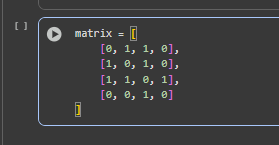 [ ]
matrix = [
    [0, 1, 1, 0],
    [1, 0, 1, 0],
    [1, 1, 0, 1],
    [0, 0, 1, 0]
]